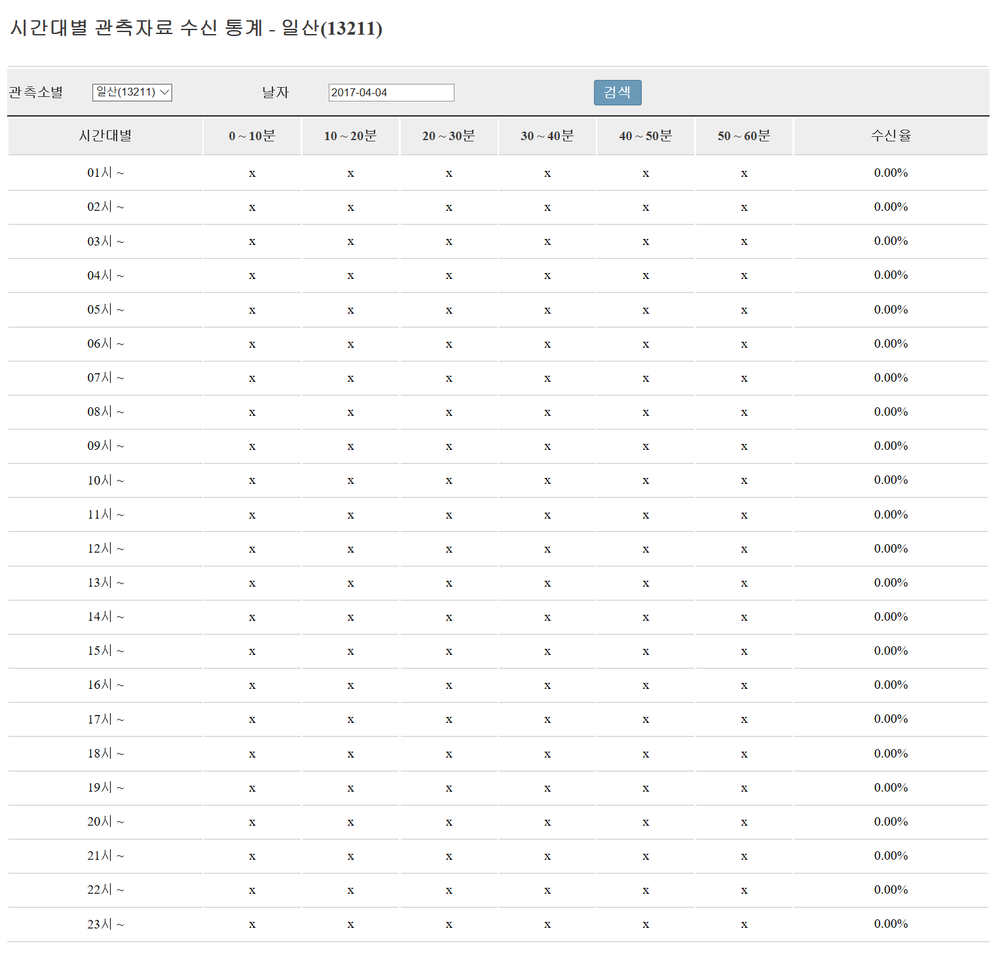 시간대별 관측자료 수신 통계 - 일산(13211)
관측소별 일산(13211) 날자 2017-04-04 검색
시간대별 0 ~ 10분 10 ~ 20분 20 ~ 30분 30 ~ 40분 40 ~ 50분 50 ~ 60분 수신율
01시 ~ x x x x x x 0.00%
02시 ~ x x x x x x 0.00%
03시 ~ x x x x x x 0.00%
04시 ~ x x x x x x 0.00%
05시 ~ x x x x x x 0.00%
06시 ~ x x x x x x 0.00%
07시 ~ x x x x x x 0.00%
08시 ~ x x x x x x 0.00%
09시 ~ x x x x x x 0.00%
10시 ~ x x x x x x 0.00%
11시 ~ x x x x x x 0.00%
12시 ~ x x x x x x 0.00%
13시 ~ x x x x x x 0.00%
14시 ~ x x x x x x 0.00%
15시 ~ x x x x x x 0.00%
16시 ~ x x x x x x 0.00%
17시 ~ x x x x x x 0.00%
18시 ~ x x x x x x 0.00%
19시 ~ x x x x x x 0.00%
20시 ~ x x x x x x 0.00%
21시 ~ x x x x x x 0.00%
22시 ~ x x x x x x 0.00%
23시 ~ x x x x x x 0.00%